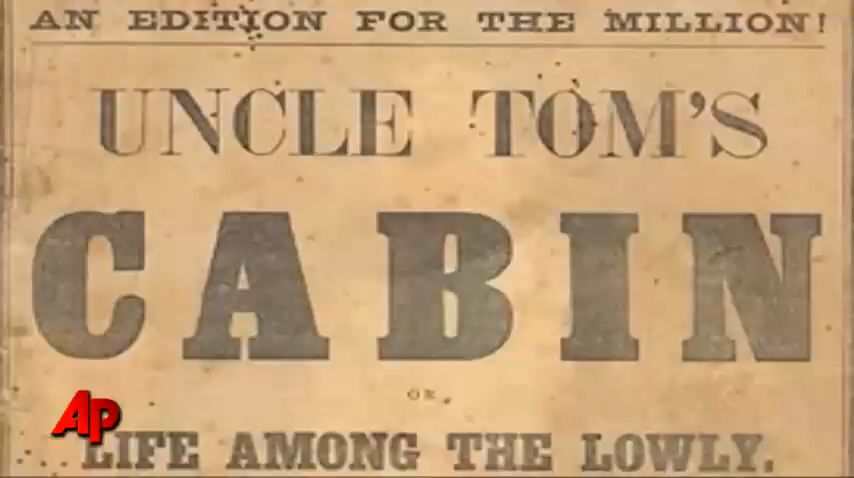 AN EDITION FOR THE MILLION!
UNCLE TOM'S
CABIN
OR,
LIFE AMONG THE LOWLY.
AP